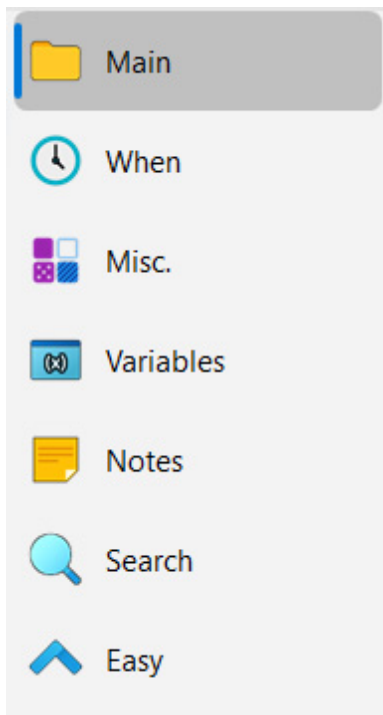 Main
When
Misc.
Variables
Notes
Search
Easy